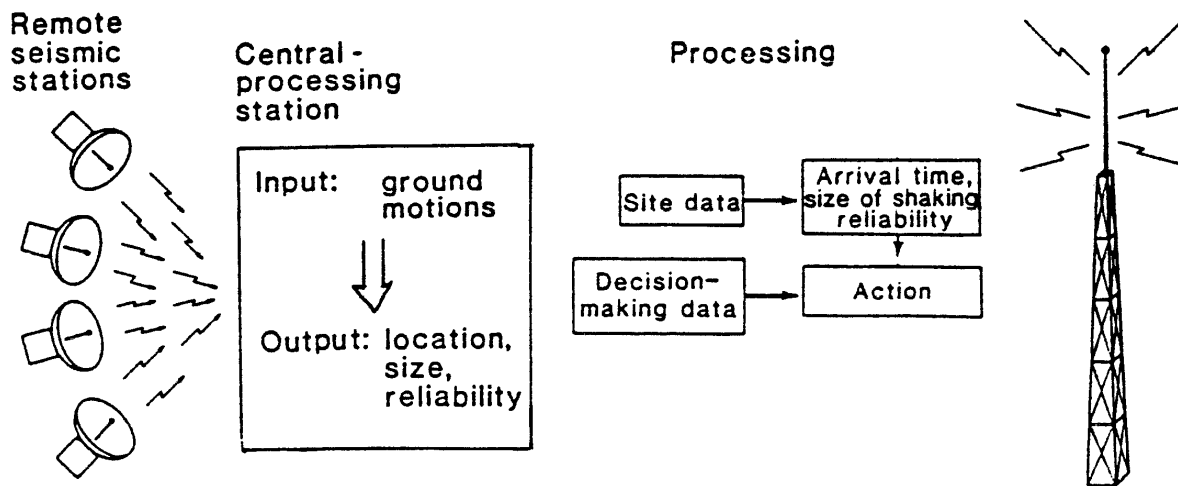 Remote
seismic
stations
Central-
processing
station
Input: ground
motions
Output: location,
size,
reliability
Processing
Site data
Arrival time,
size of shaking
reliability
Decision-
making data
Action